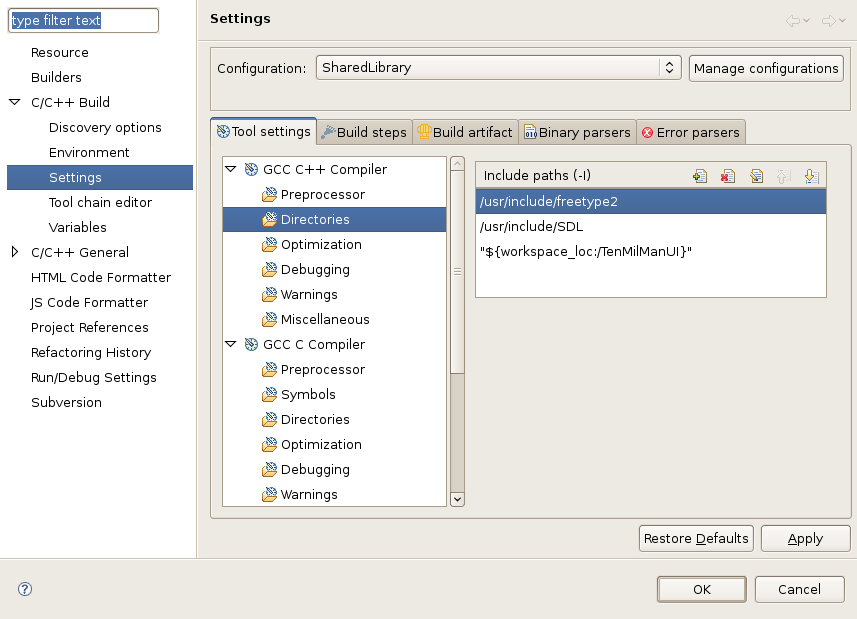 type filter text
Resource
Builders
C/C++ Build
Discovery options
Environment
Settings
Tool chain editor
Variables
C/C++ General
HTML Code Formatter
JS Code Formatter
Project References
Refactoring History
Run/Debug Settings
Subversion
Settings
Configuration: SharedLibrary Manage configurations
Tool settings Build steps Build artifact Binary parsers Error parsers
GCC C++ Compiler
Preprocessor
Directories
Optimization
Debugging
Warnings
Miscellaneous
GCC C Compiler
Preprocessor
Symbols
Directories
Optimization
Debugging
Warnings
Include paths (-I)
/usr/include/freetype2
/usr/include/SDL
"${workspace_loc:/TenMilManUI}"
Restore Defaults Apply
OK Cancel